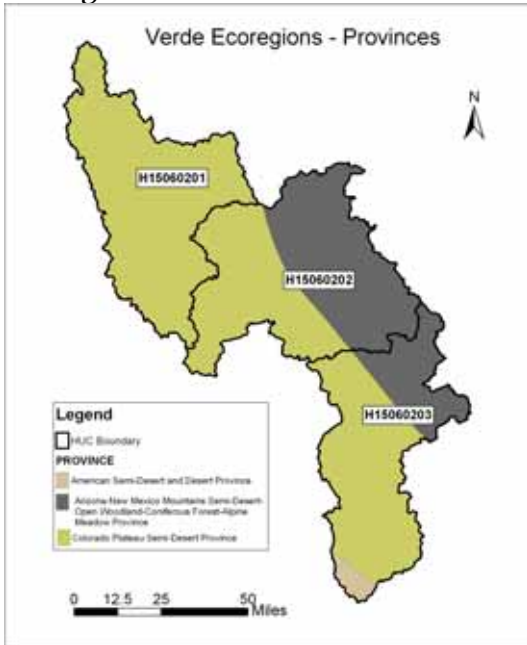 Verde Ecoregions - Provinces
N
H15060201
H15060202
H15060203
Legend
HUC Boundary
PROVINCE
American Semi-Desert and Desert Province
Arizona-New Mexico Mountains Semi-Desert-
Open Woodland-Coniferous Forest-Alpine
Meadow Province
Colorado Plateau Semi-Desert Province
0 12.5 25 50
Miles